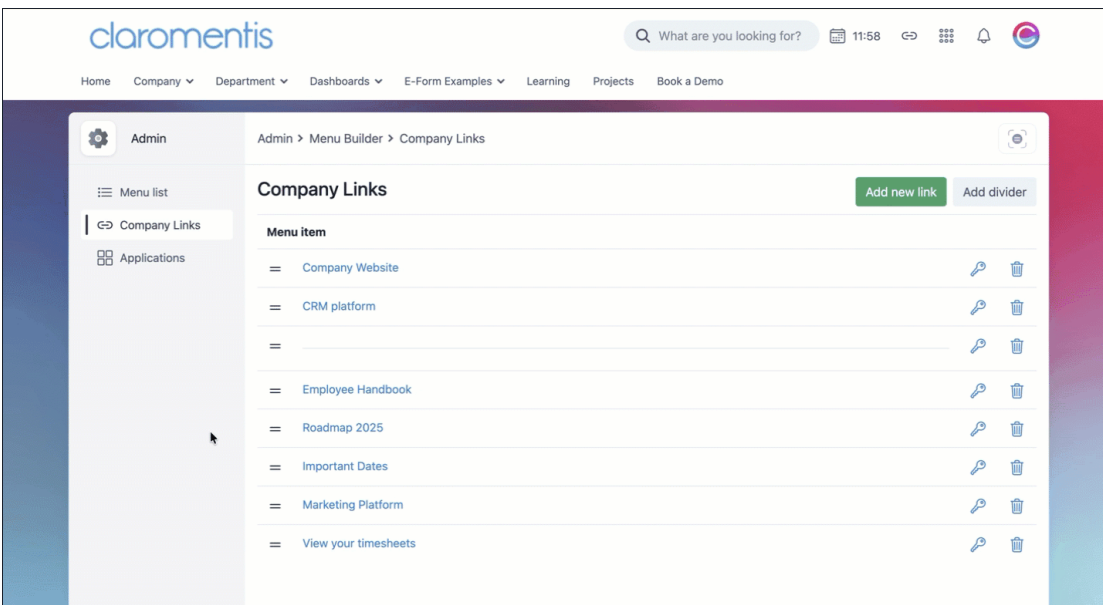 claromentis
What are you looking for?
11:58
Home Company Department Dashboards E-Form Examples Learning Projects Book a Demo
Admin
Admin > Menu Builder > Company Links
Menu list
Company Links
Applications
Company Links
Add new link
Add divider
Menu item
Company Website
CRM platform
Employee Handbook
Roadmap 2025
Important Dates
Marketing Platform
View your timesheets